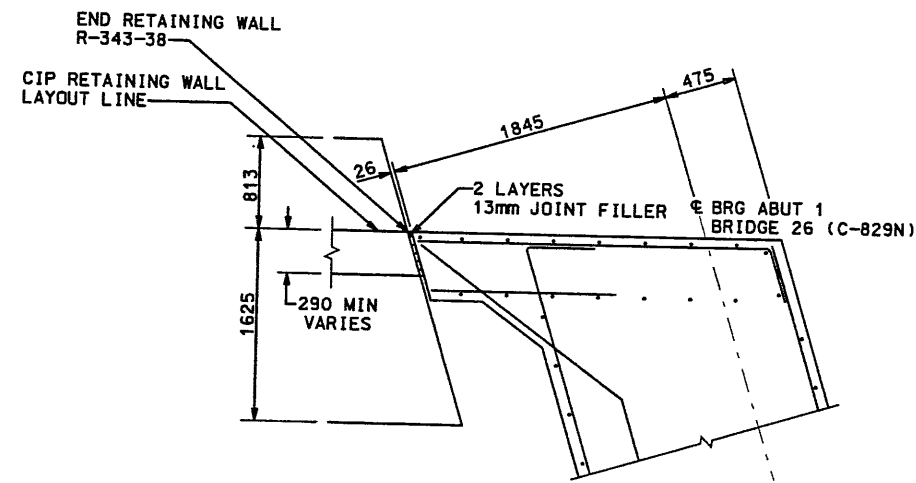 END RETAINING WALL
R-343-38
CIP RETAINING WALL
LAYOUT LINE
475
1845
26
813
2 LAYERS
13mm JOINT FILLER
℄ BRG ABUT 1
BRIDGE 26 (C-829N)
290 MIN
VARIES
1625